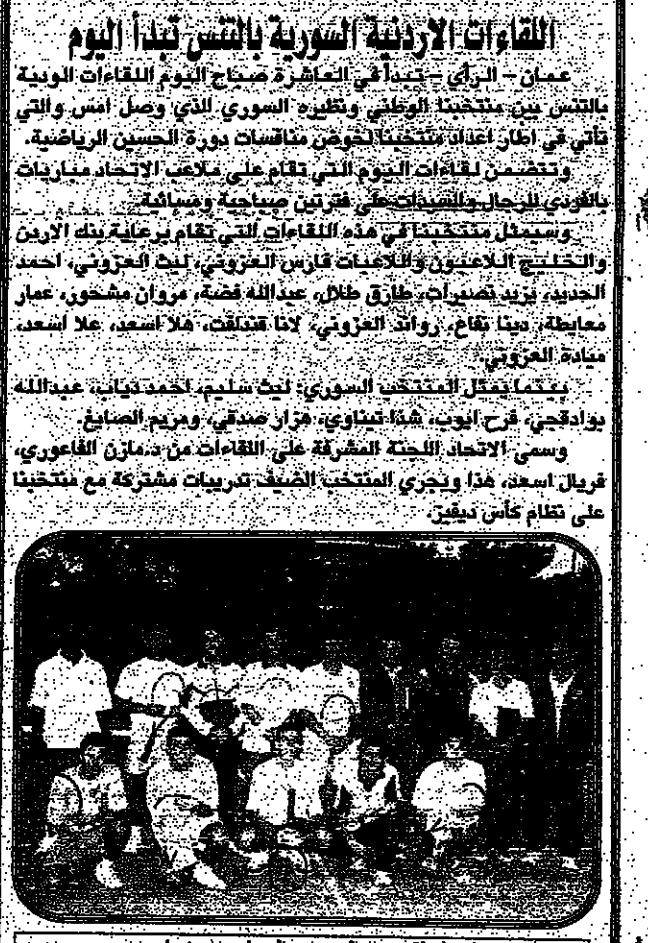 اللقاءات الاردنية السورية بالتنس تبدأ اليوم
عمان - الرأي - تبدأ في العاشرة صباح اليوم اللقاءات الودية
بالتنس بين منتخبنا الوطني ونظيره السوري الذي وصل امس والتي
تأتي في اطار اعداد منتخبنا لخوض منافسات دورة الحسين الرياضية.
وتتضمن لقاءات اليوم التي تقام على ملاعب الاتحاد مباريات
بالفردي للرجال والسيدات على فترتين صباحية ومسائية.
وسيمثل منتخبنا في هذه اللقاءات التي تقام برعاية بنك الاردن
والخليج اللاعبون واللاعبات فارس العزوني، ليث العزوني، احمد
الحديد، يزيد نصيرات، طارق طلال، عبدالله فضة، مروان مشحور، عمار
معايطة، دينا تفاع، رواند العزوني، لانا قندلفت، هلا اسعد، علا اسعد،
ميادة العزوني.
بينما يمثل المنتخب السوري: ليث سليم، احمد دياب، عبدالله
بوادقجي، فرح ايوب، شذا تيناوي، هزار صدقي، ومريم الصايغ.
وسمى الاتحاد اللجنة المشرفة على اللقاءات من د.مازن الفاعوري،
فريال اسعد، هذا ويجري المنتخب الضيف تدريبات مشتركة مع منتخبنا
على نظام كأس ديفيز.